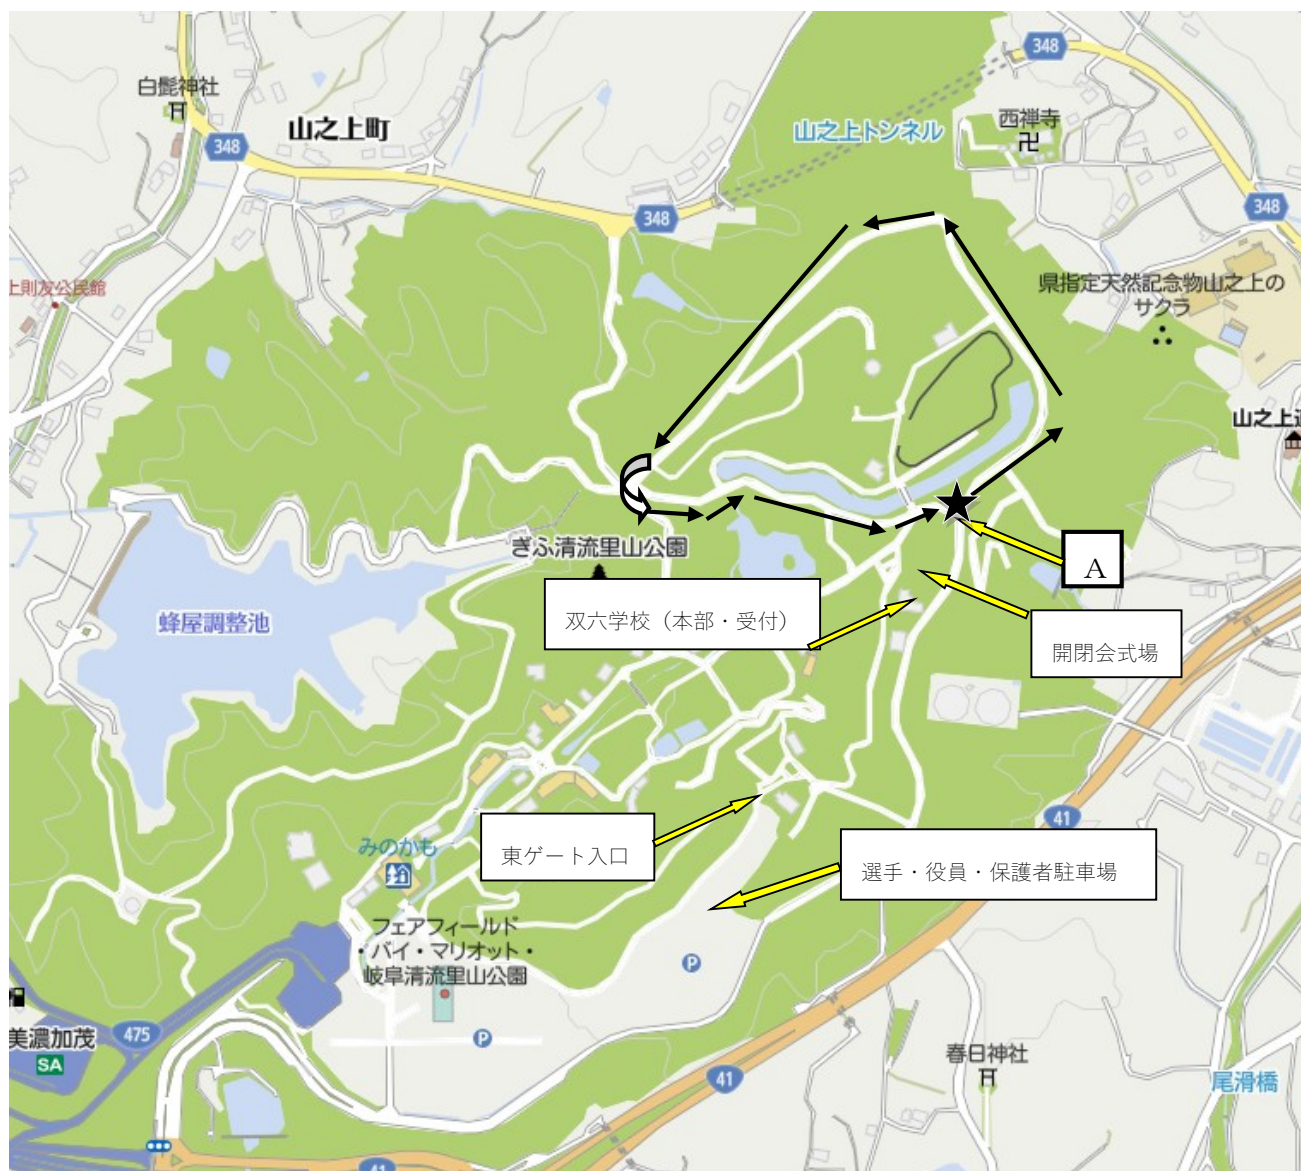 348
白髭神社
山之上町
348
山之上トンネル
西禅寺
348
348
県指定天然記念物山之上の
サクラ
上則友公民館
山之上
ぎふ清流里山公園
A
双六学校（本部・受付）
開閉会式場
蜂屋調整池
41
東ゲート入口
選手・役員・保護者駐車場
みのかも
フェアフィールド
・バイ・マリオット・
岐阜清流里山公園
P
475
美濃加茂
SA
P
春日神社
41
尾滑橋
41